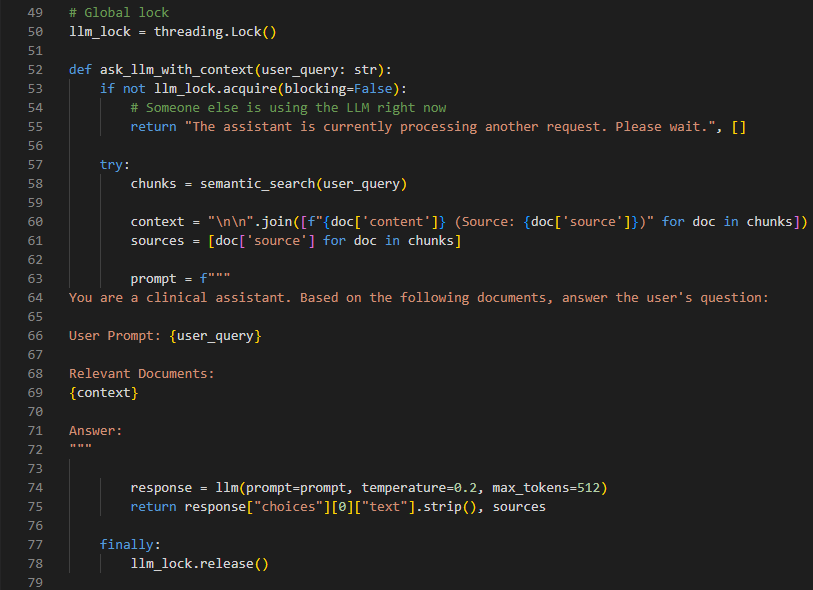 49 # Global lock
50 llm_lock = threading.Lock()
51
52 def ask_llm_with_context(user_query: str):
53     if not llm_lock.acquire(blocking=False):
54         # Someone else is using the LLM right now
55         return "The assistant is currently processing another request. Please wait.", []
56
57     try:
58         chunks = semantic_search(user_query)
59
60         context = "\n\n".join([f"{doc['content']} (Source: {doc['source']})" for doc in chunks])
61         sources = [doc['source'] for doc in chunks]
62
63         prompt = f"""
64 You are a clinical assistant. Based on the following documents, answer the user's question:
65
66 User Prompt: {user_query}
67
68 Relevant Documents:
69 {context}
70
71 Answer:
72 """
73
74         response = llm(prompt=prompt, temperature=0.2, max_tokens=512)
75         return response["choices"][0]["text"].strip(), sources
76
77     finally:
78         llm_lock.release()
79